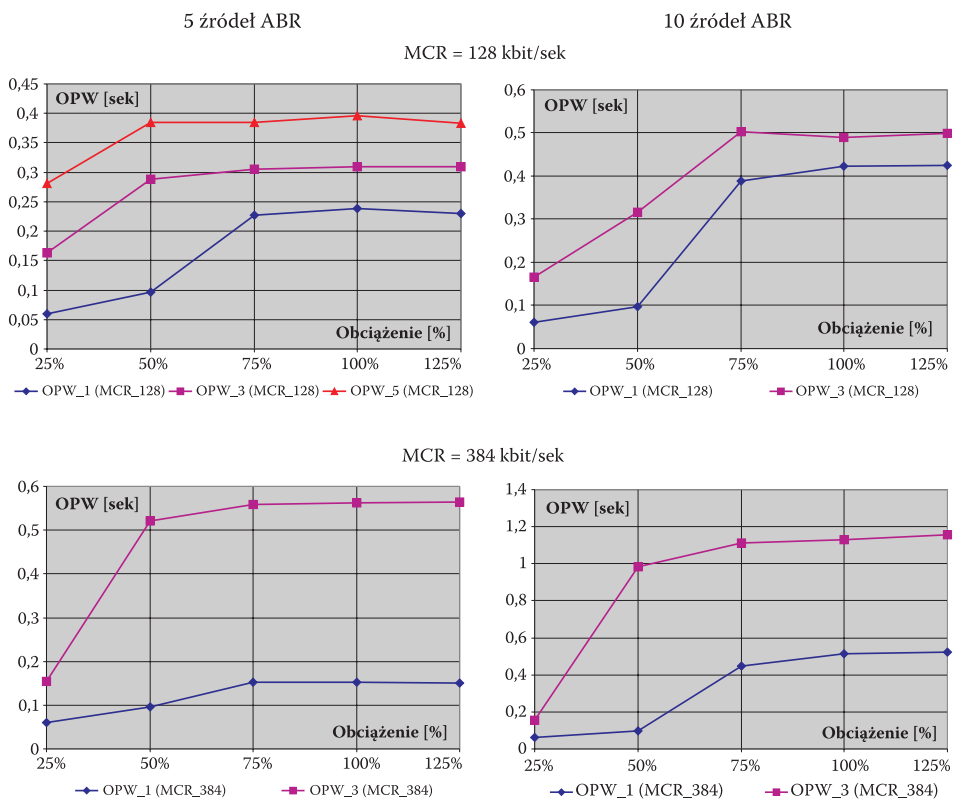 5 źródeł ABR
10 źródeł ABR
MCR = 128 kbit/sek
OPW [sek]
0,45
0,4
0,35
0,3
0,25
0,2
0,15
0,1
0,05
0
Obciążenie [%]
25% 50% 75% 100% 125%
OPW_1 (MCR_128) OPW_3 (MCR_128) OPW_5 (MCR_128)
OPW [sek]
0,6
0,5
0,4
0,3
0,2
0,1
0
Obciążenie [%]
25% 50% 75% 100% 125%
OPW_1 (MCR_128) OPW_3 (MCR_128)
MCR = 384 kbit/sek
OPW [sek]
0,6
0,5
0,4
0,3
0,2
0,1
0
Obciążenie [%]
25% 50% 75% 100% 125%
OPW_1 (MCR_384) OPW_3 (MCR_384)
OPW [sek]
1,4
1,2
1
0,8
0,6
0,4
0,2
0
Obciążenie [%]
25% 50% 75% 100% 125%
OPW_1 (MCR_384) OPW_3 (MCR_384)